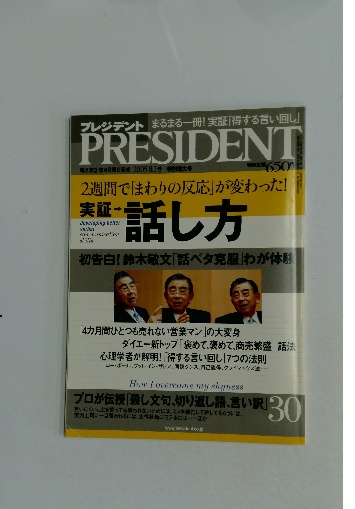 プレジデント まるまる一冊!実証「得する言い回し」
PRESIDENT
650
2週間で「まわりの反応」が変わった!
実証→
developing better
話し方
初告白!鈴木敏文「話ベタ克服」わが体験
「4カ月間ひとつも売れない営業マン」の大変身
ダイエー新トップ「褒めて、褒めて、商売繁盛」話法
心理学者が解明!「得する言い回し」7つの法則
How I overcame my shyness
プロが伝授「殺し文句、切り返し語、言い訳」30